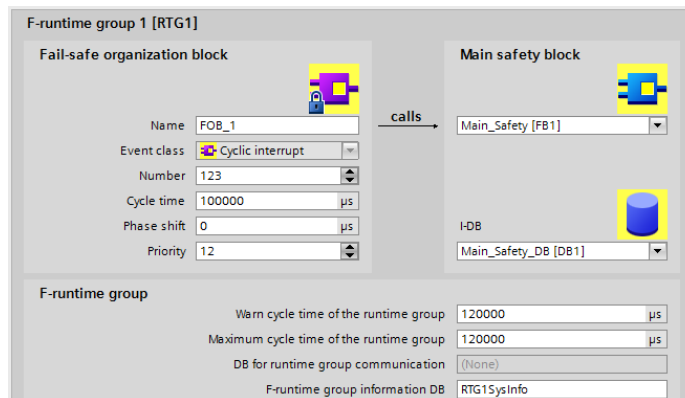 F-runtime group 1 [RTG1]
Fail-safe organization block
Main safety block
calls
Name FOB_1
Main_Safety [FB1]
Event class Cyclic interrupt
Number 123
Cycle time 100000 µs
Phase shift 0 µs
I-DB
Priority 12
Main_Safety_DB [DB1]
F-runtime group
Warn cycle time of the runtime group 120000 µs
Maximum cycle time of the runtime group 120000 µs
DB for runtime group communication (None)
F-runtime group information DB RTG1SysInfo